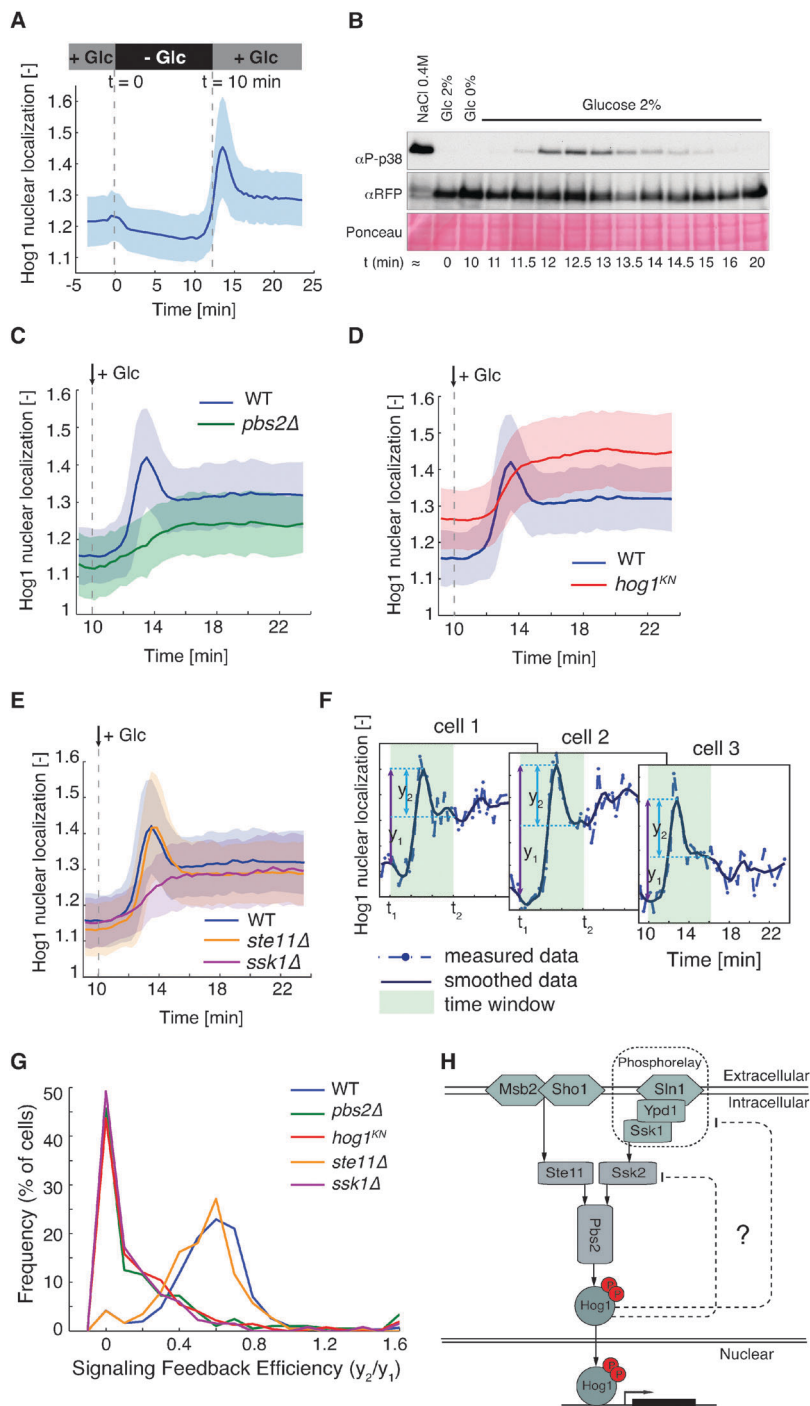 A
+ Glc
- Glc
+ Glc
t = 0
t = 10 min
Hog1 nuclear localization [-]
1.6
1.5
1.4
1.3
1.2
1.1
-5
0
5
10
15
20
25
Time [min]
B
NaCl 0.4M
Glc 2%
Glc 0%
Glucose 2%
αP-p38
αRFP
Ponceau
t (min) ≈ 0 10 11 11.5 12 12.5 13 13.5 14 14.5 15 16 20
C
+ Glc
Hog1 nuclear localization [-]
1.6
1.5
1.4
1.3
1.2
1.1
1
WT
pbs2Δ
10 14 18 22
Time [min]
D
+ Glc
Hog1 nuclear localization [-]
1.6
1.5
1.4
1.3
1.2
1.1
1
WT
hog1ᴷᴺ
10 14 18 22
Time [min]
E
+ Glc
Hog1 nuclear localization [-]
1.6
1.5
1.4
1.3
1.2
1.1
1
WT
ste11Δ
ssk1Δ
10 14 18 22
Time [min]
F
Hog1 nuclear localization [-]
cell 1
y₂
y₁
t₁ t₂
cell 2
y₂
y₁
t₁ t₂
cell 3
y₂
y₁
10 14 18 22
Time [min]
measured data
smoothed data
time window
G
Frequency (% of cells)
50
40
30
20
10
0
WT
pbs2Δ
hog1ᴷᴺ
ste11Δ
ssk1Δ
0 0.4 0.8 1.2 1.6
Signaling Feedback Efficiency (y₂/y₁)
H
Phosphorelay
Msb2
Sho1
Sln1
Extracellular
Intracellular
Ypd1
Ssk1
Ste11
Ssk2
Pbs2
?
P
P
Hog1
Nuclear
P
P
Hog1